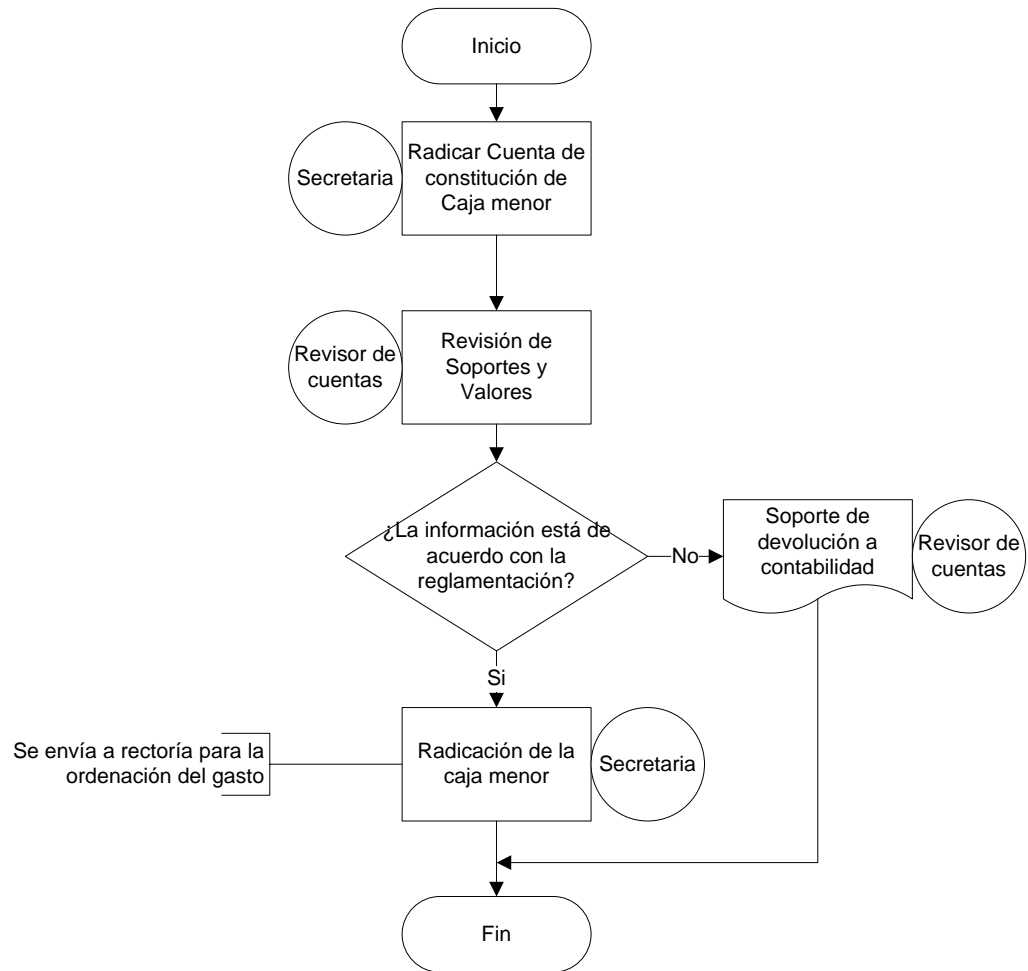 Inicio
Secretaria
Radicar Cuenta de
constitución de
Caja menor
Revisor de
cuentas
Revisión de
Soportes y
Valores
¿La información está de
acuerdo con la
reglamentación?
No
Soporte de
devolución a
contabilidad
Revisor de
cuentas
Si
Se envía a rectoría para la
ordenación del gasto
Radicación de la
caja menor
Secretaria
Fin